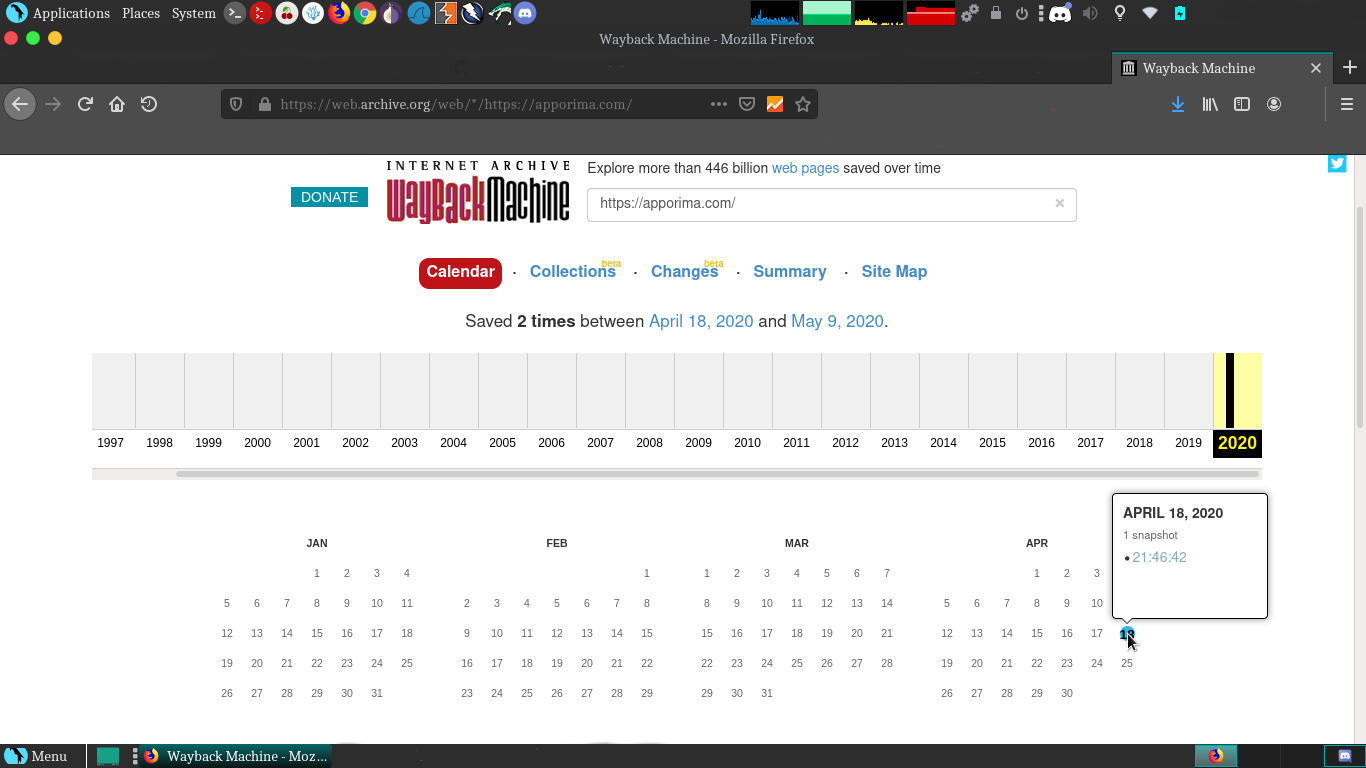 Applications Places System
Wayback Machine - Mozilla Firefox
Wayback Machine
https://web.archive.org/web/*/https://apporima.com/
INTERNET ARCHIVE
WayBackMachine
DONATE
Explore more than 446 billion web pages saved over time
https://apporima.com/
Calendar · Collections beta · Changes beta · Summary · Site Map
Saved 2 times between April 18, 2020 and May 9, 2020.
1997 1998 1999 2000 2001 2002 2003 2004 2005 2006 2007 2008 2009 2010 2011 2012 2013 2014 2015 2016 2017 2018 2019 2020
APRIL 18, 2020
1 snapshot
• 21:46:42
JAN
1 2 3 4
5 6 7 8 9 10 11
12 13 14 15 16 17 18
19 20 21 22 23 24 25
26 27 28 29 30 31
FEB
1
2 3 4 5 6 7 8
9 10 11 12 13 14 15
16 17 18 19 20 21 22
23 24 25 26 27 28 29
MAR
1 2 3 4 5 6 7
8 9 10 11 12 13 14
15 16 17 18 19 20 21
22 23 24 25 26 27 28
29 30 31
APR
1 2 3
5 6 7 8 9 10
12 13 14 15 16 17 18
19 20 21 22 23 24 25
26 27 28 29 30
Menu
Wayback Machine - Moz...